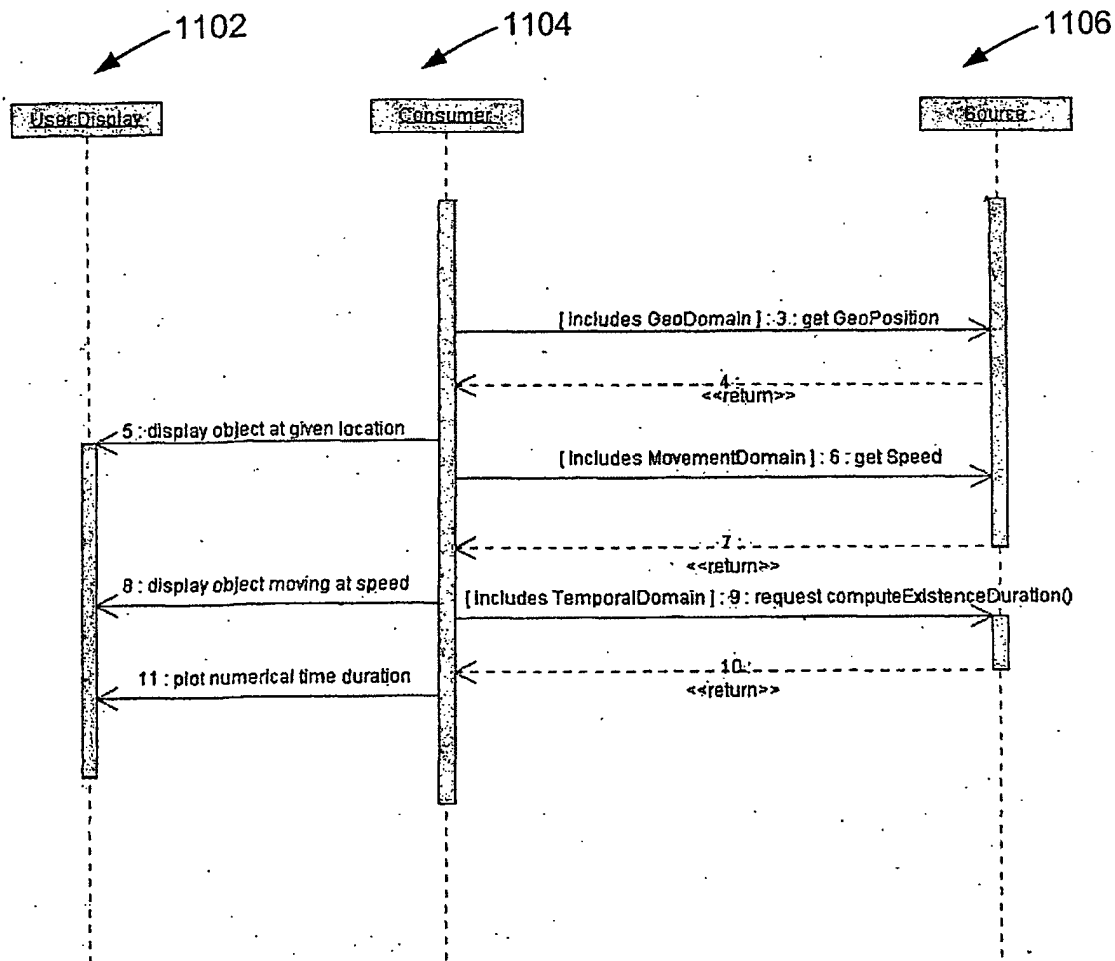 1102
1104
1106
User Display
Consumer
Source
[ Includes GeoDomain ] : 3 : get GeoPosition
4 :
<<return>>
5 : display object at given location
[ Includes MovementDomain ] : 6 : get Speed
7 :
<<return>>
8 : display object moving at speed
[ Includes TemporalDomain ] : 9 : request computeExistenceDuration()
10 :
<<return>>
11 : plot numerical time duration